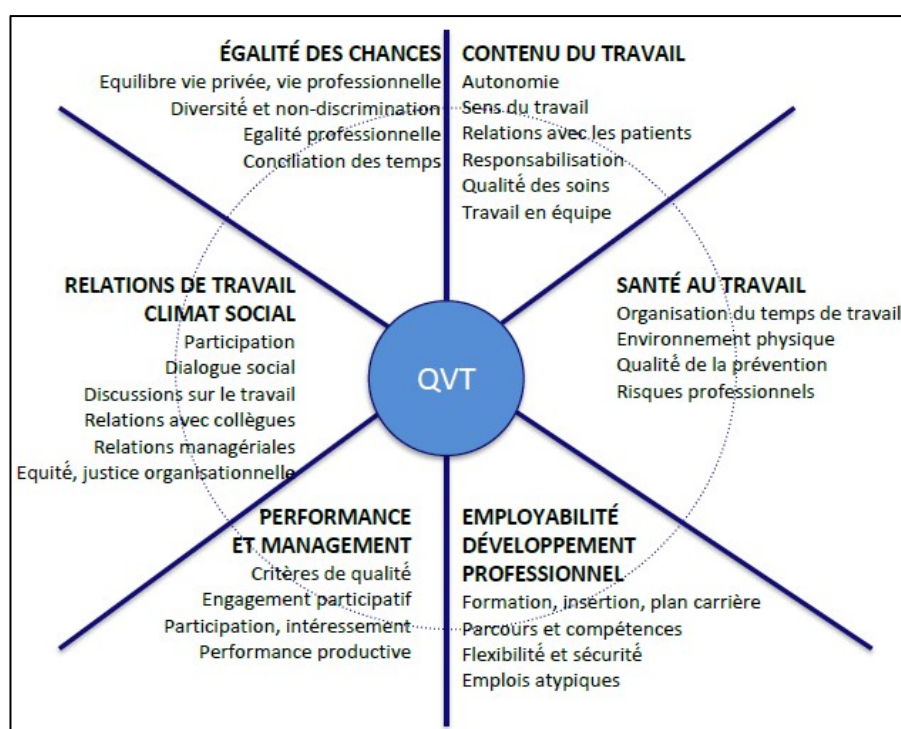 ÉGALITÉ DES CHANCES
Equilibre vie privée, vie professionnelle
Diversité et non-discrimination
Egalité professionnelle
Conciliation des temps
CONTENU DU TRAVAIL
Autonomie
Sens du travail
Relations avec les patients
Responsabilisation
Qualité des soins
Travail en équipe
RELATIONS DE TRAVAIL
CLIMAT SOCIAL
Participation
Dialogue social
Discussions sur le travail
Relations avec collègues
Relations managériales
Equité, justice organisationnelle
QVT
SANTÉ AU TRAVAIL
Organisation du temps de travail
Environnement physique
Qualité de la prévention
Risques professionnels
PERFORMANCE
ET MANAGEMENT
Critères de qualité
Engagement participatif
Participation, intéressement
Performance productive
EMPLOYABILITÉ
DÉVELOPPEMENT
PROFESSIONNEL
Formation, insertion, plan carrière
Parcours et compétences
Flexibilité et sécurité
Emplois atypiques